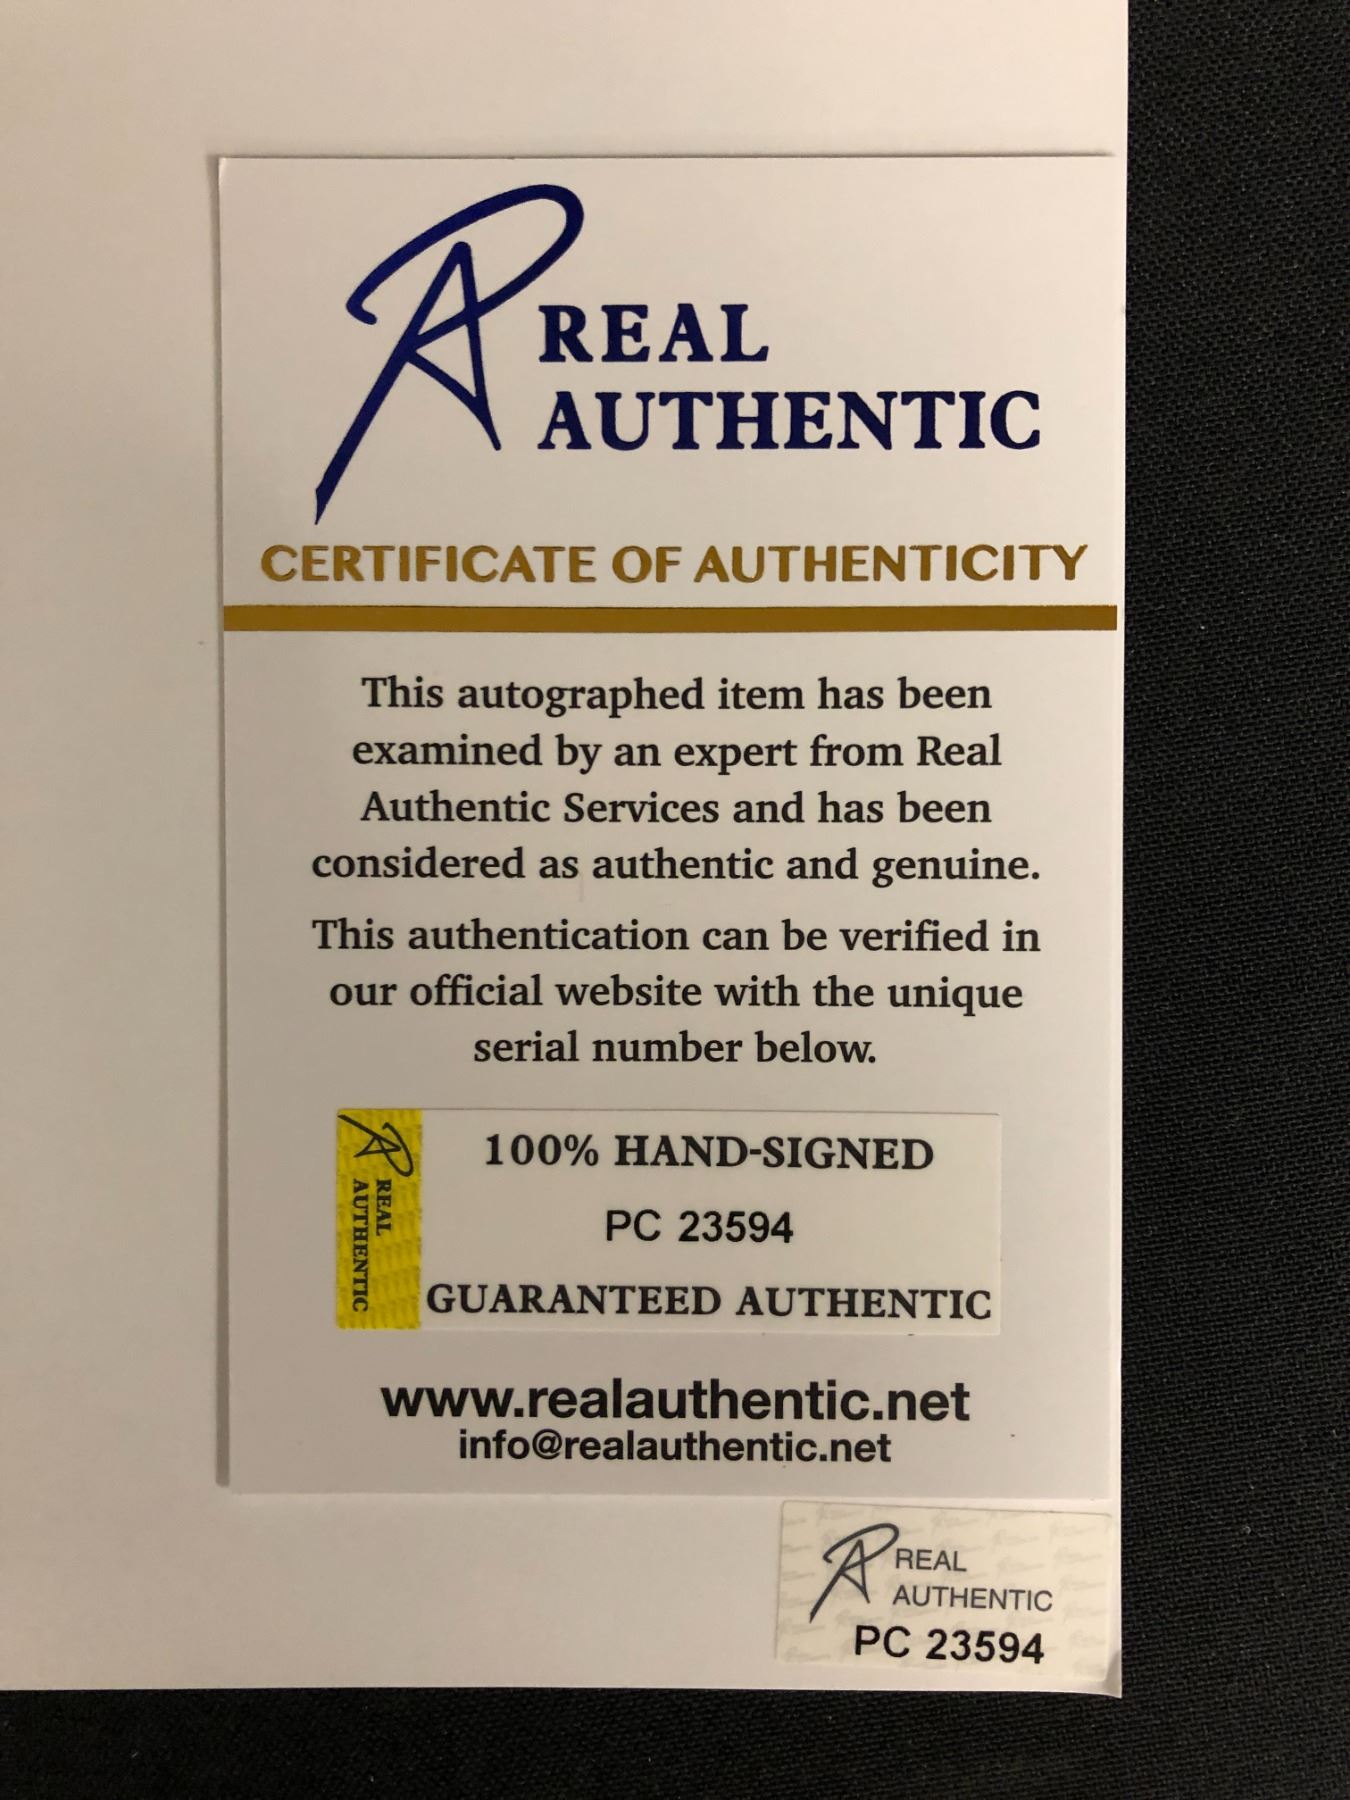 REAL
AUTHENTIC
CERTIFICATE OF AUTHENTICITY
This autographed item has been
examined by an expert from Real
Authentic Services and has been
considered as authentic and genuine.
This authentication can be verified in
our official website with the unique
serial number below.
REAL
AUTHENTIC
100% HAND-SIGNED
PC 23594
GUARANTEED AUTHENTIC
www.realauthentic.net
info@realauthentic.net
REAL
AUTHENTIC
PC 23594